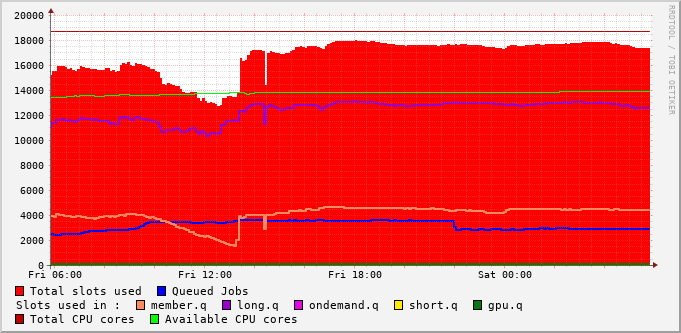 20000
18000
16000
14000
12000
10000
8000
6000
4000
2000
0
Fri 06:00 Fri 12:00 Fri 18:00 Sat 00:00
RRDTOOL / TOBI OETIKER
Total slots used Queued Jobs
Slots used in : member.q long.q ondemand.q short.q gpu.q
Total CPU cores Available CPU cores